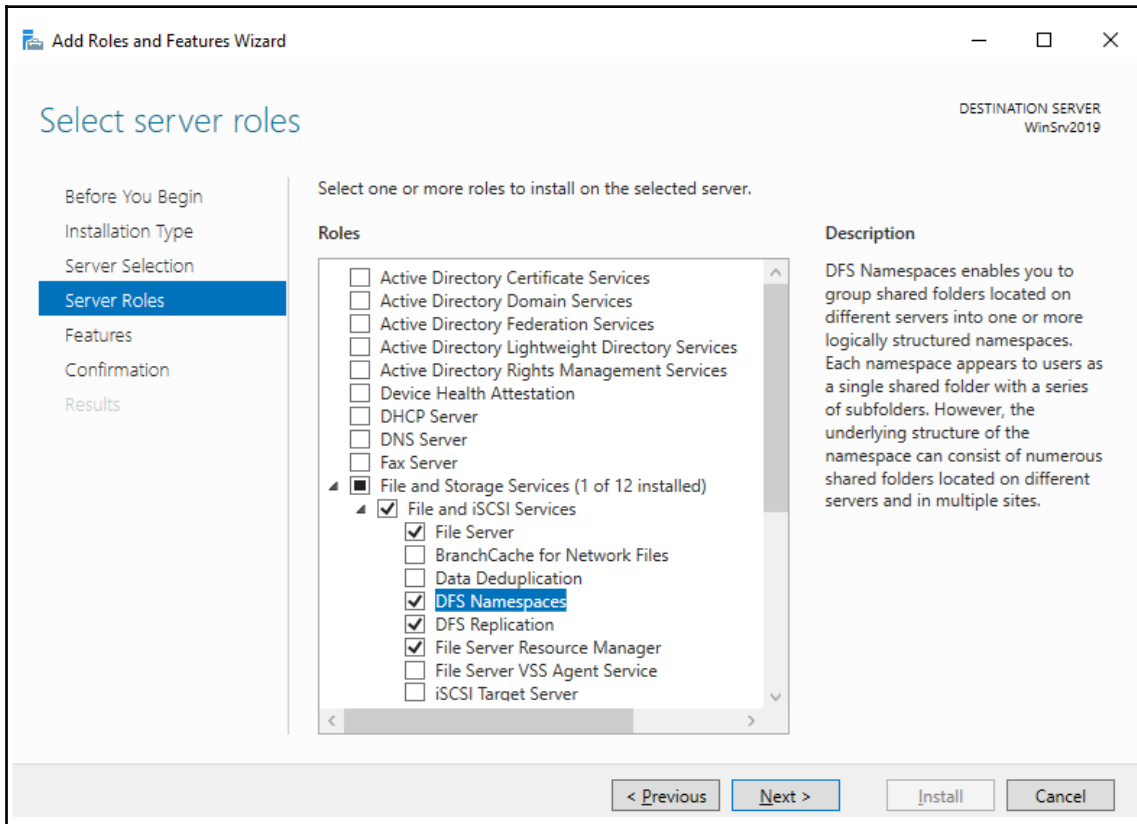 Add Roles and Features Wizard
Select server roles
DESTINATION SERVER
WinSrv2019
Before You Begin
Installation Type
Server Selection
Server Roles
Features
Confirmation
Results
Select one or more roles to install on the selected server.
Roles
Active Directory Certificate Services
Active Directory Domain Services
Active Directory Federation Services
Active Directory Lightweight Directory Services
Active Directory Rights Management Services
Device Health Attestation
DHCP Server
DNS Server
Fax Server
File and Storage Services (1 of 12 installed)
File and iSCSI Services
File Server
BranchCache for Network Files
Data Deduplication
DFS Namespaces
DFS Replication
File Server Resource Manager
File Server VSS Agent Service
iSCSI Target Server
Description
DFS Namespaces enables you to
group shared folders located on
different servers into one or more
logically structured namespaces.
Each namespace appears to users as
a single shared folder with a series
of subfolders. However, the
underlying structure of the
namespace can consist of numerous
shared folders located on different
servers and in multiple sites.
< Previous
Next >
Install
Cancel